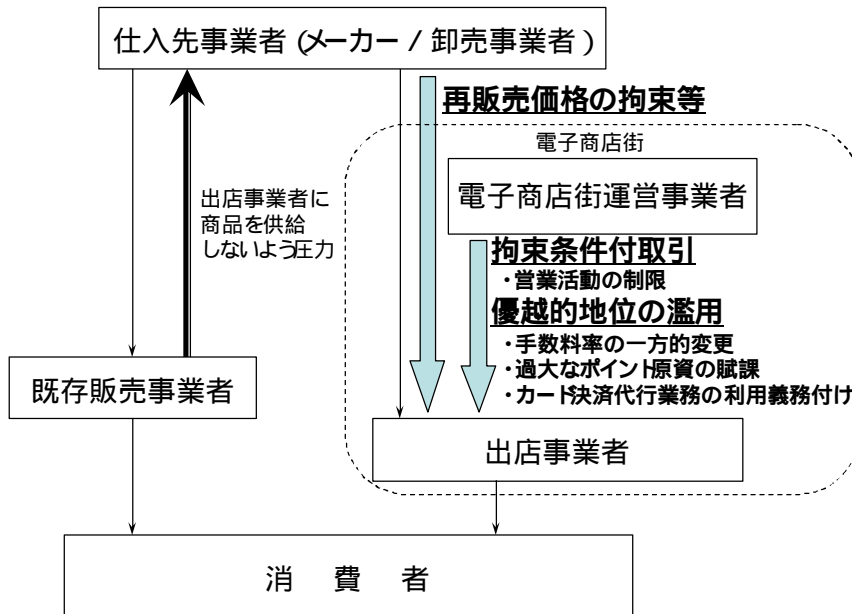 仕入先事業者 (メーカー / 卸売事業者 )
再販売価格の拘束等
電子商店街
電子商店街運営事業者
出店事業者に
商品を供給
しないよう圧力
拘束条件付取引
・営業活動の制限
優越的地位の濫用
・手数料率の一方的変更
・過大なポイント原資の賦課
・カード決済代行業務の利用義務付け
既存販売事業者
出店事業者
消 費 者